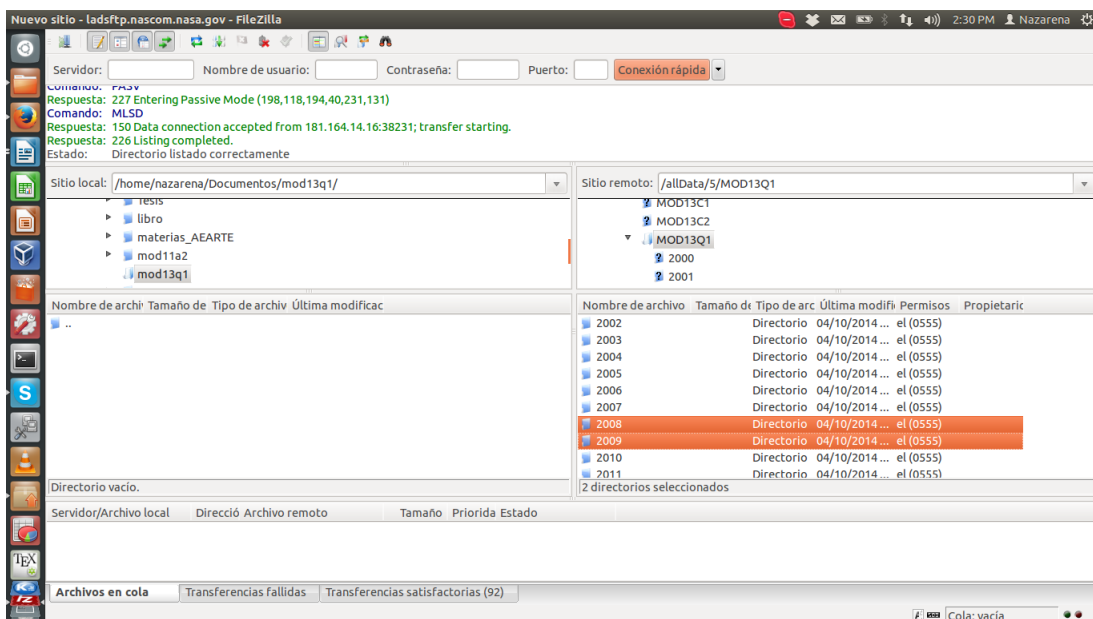 Nuevo sitio - ladsftp.nascom.nasa.gov - FileZilla
2:30 PM Nazarena
Servidor: Nombre de usuario: Contraseña: Puerto: Conexión rápida
Comando: PASV
Respuesta: 227 Entering Passive Mode (198,118,194,40,231,131)
Comando: MLSD
Respuesta: 150 Data connection accepted from 181.164.14.16:38231; transfer starting.
Respuesta: 226 Listing completed.
Estado: Directorio listado correctamente
Sitio local: /home/nazarena/Documentos/mod13q1/
Tesis
libro
materias_AEARTE
mod11a2
mod13q1
Sitio remoto: /allData/5/MOD13Q1
MOD13C1
MOD13C2
MOD13Q1
2000
2001
Nombre de archi Tamaño de Tipo de archiv Última modificac
..
Directorio vacío.
Nombre de archivo Tamaño de Tipo de arc Última modifi Permisos Propietaric
2002 Directorio 04/10/2014 ... el (0555)
2003 Directorio 04/10/2014 ... el (0555)
2004 Directorio 04/10/2014 ... el (0555)
2005 Directorio 04/10/2014 ... el (0555)
2006 Directorio 04/10/2014 ... el (0555)
2007 Directorio 04/10/2014 ... el (0555)
2008 Directorio 04/10/2014 ... el (0555)
2009 Directorio 04/10/2014 ... el (0555)
2010 Directorio 04/10/2014 ... el (0555)
2011 Directorio 04/10/2014 ... el (0555)
2 directorios seleccionados
Servidor/Archivo local Direcció Archivo remoto Tamaño Priorida Estado
Archivos en cola Transferencias fallidas Transferencias satisfactorias (92)
Cola: vacía
S
TEX